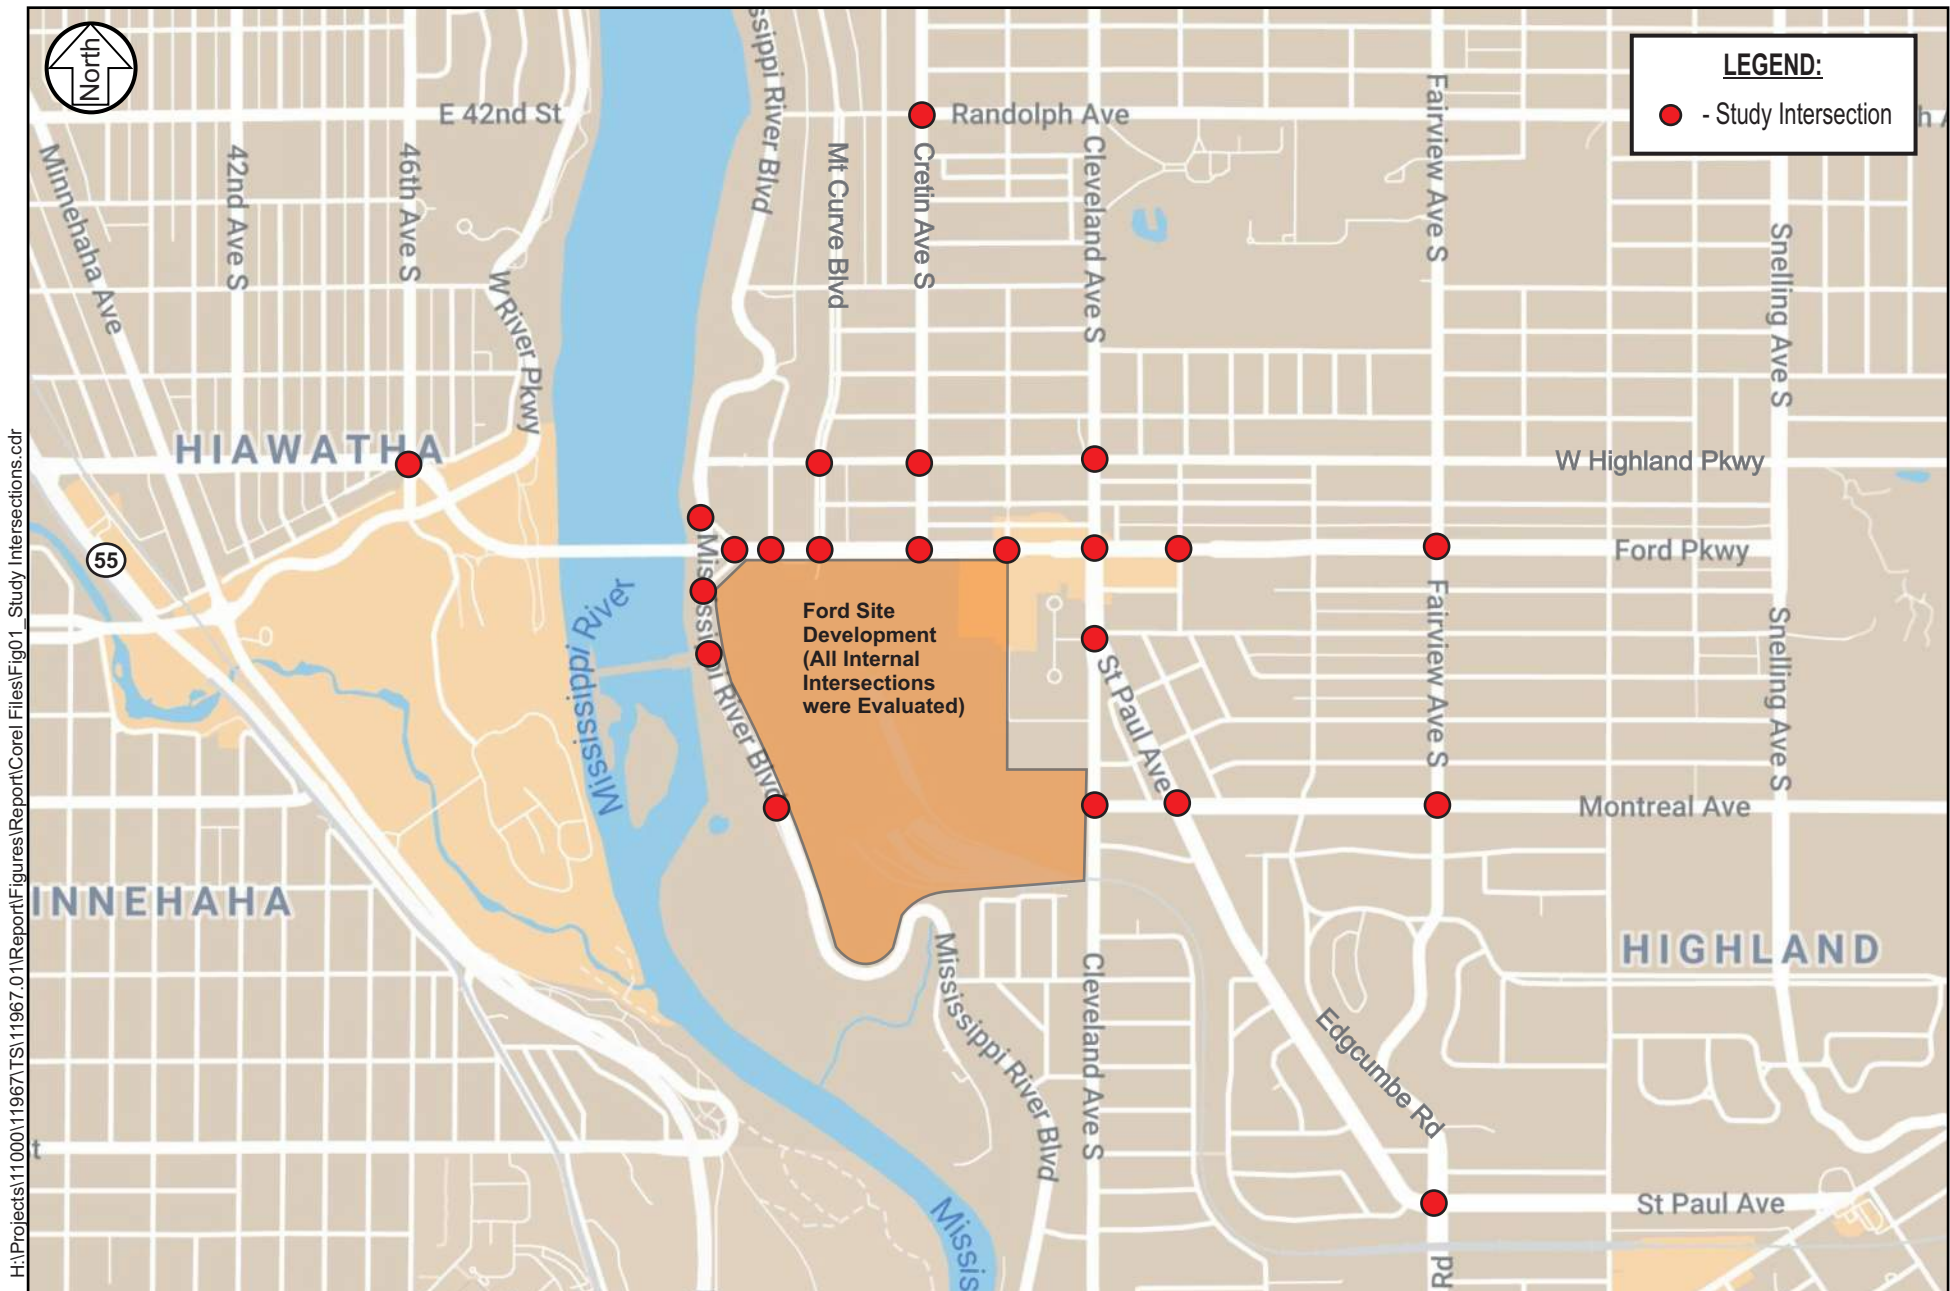 North
LEGEND:
- Study Intersection
E 42nd St
Randolph Ave
h A
ssippi River Blvd
Mt Curve Blvd
Cretin Ave S
Cleveland Ave S
Fairview Ave S
Snelling Ave S
Minnehaha Ave
42nd Ave S
46th Ave S
W River Pkwy
HIAWATHA
W Highland Pkwy
Ford Pkwy
55
Mississippi River
Mississippi River Blvd
Ford Site
Development
(All Internal
Intersections
were Evaluated)
St Paul Ave
Fairview Ave S
Snelling Ave S
Montreal Ave
INNEHAHA
HIGHLAND
Mississippi River Blvd
Cleveland Ave S
Edgcumbe Rd
t
St Paul Ave
Missis
Rd
H:\Projects\11000\11967\TS\11967.01\Report\Figures\Report\Corel Files\Fig01_Study Intersections.cdr